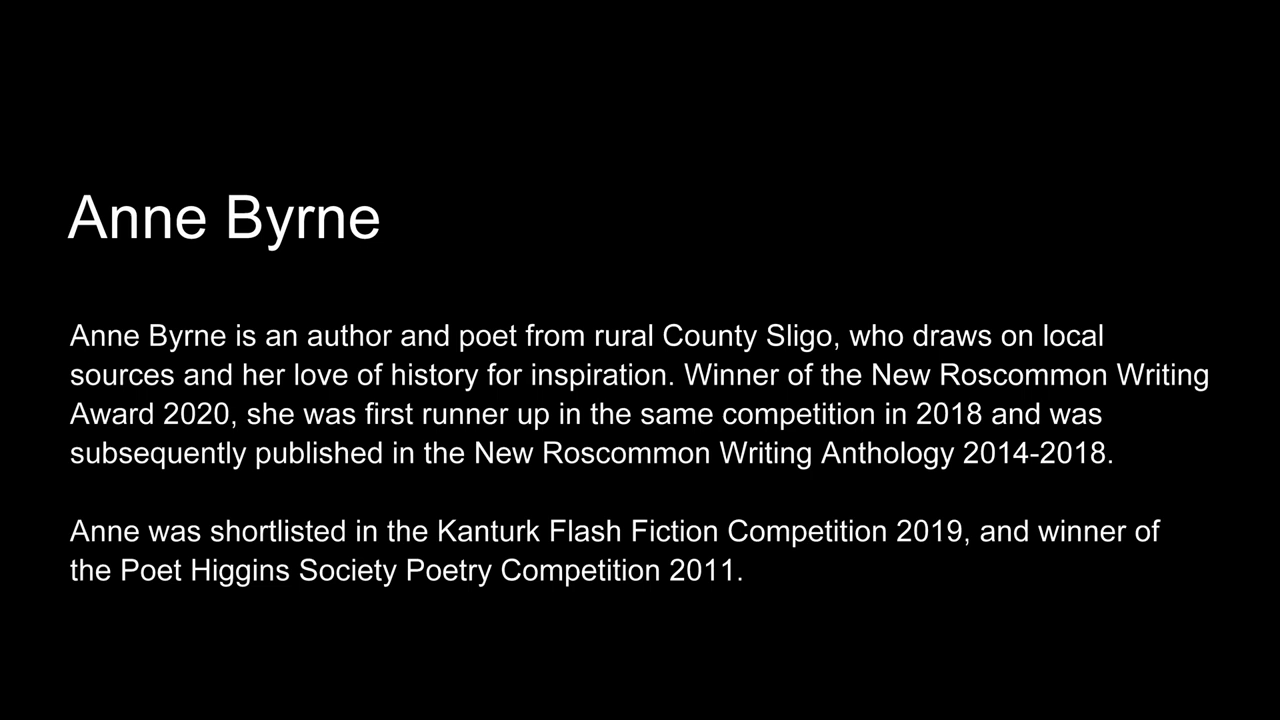 Anne Byrne
Anne Byrne is an author and poet from rural County Sligo, who draws on local
sources and her love of history for inspiration. Winner of the New Roscommon Writing
Award 2020, she was first runner up in the same competition in 2018 and was
subsequently published in the New Roscommon Writing Anthology 2014-2018.
Anne was shortlisted in the Kanturk Flash Fiction Competition 2019, and winner of
the Poet Higgins Society Poetry Competition 2011.